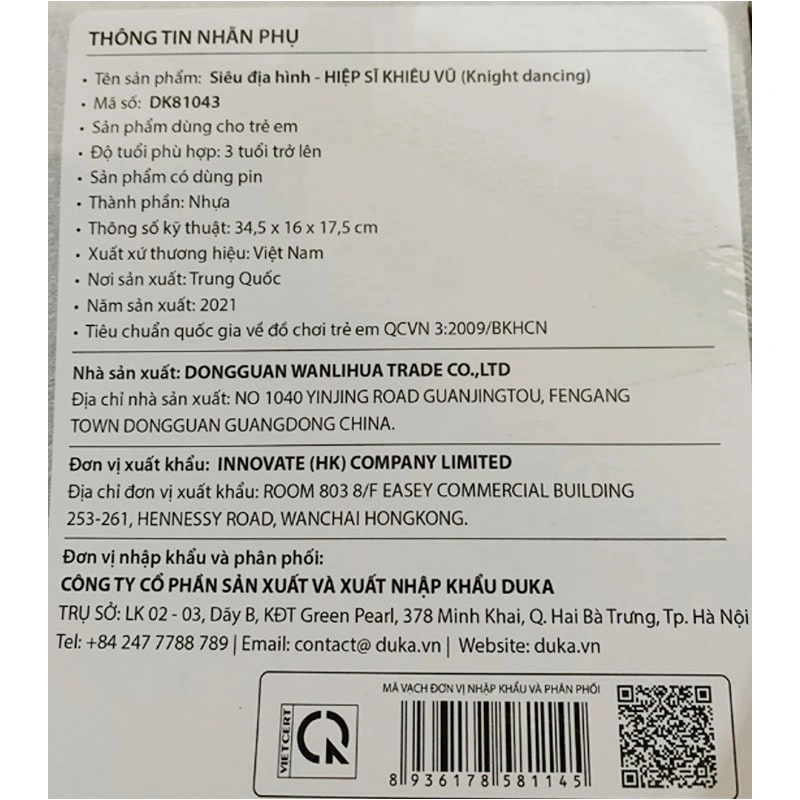 THÔNG TIN NHÃN PHỤ
• Tên sản phẩm: Siêu địa hình - HIỆP SĨ KHIÊU VŨ (Knight dancing)
• Mã số: DK81043
• Sản phẩm dùng cho trẻ em
• Độ tuổi phù hợp: 3 tuổi trở lên
• Sản phẩm có dùng pin
• Thành phần: Nhựa
• Thông số kỹ thuật: 34,5 x 16 x 17,5 cm
• Xuất xứ thương hiệu: Việt Nam
• Nơi sản xuất: Trung Quốc
• Năm sản xuất: 2021
• Tiêu chuẩn quốc gia về đồ chơi trẻ em QCVN 3:2009/BKHCN
Nhà sản xuất: DONGGUAN WANLIHUA TRADE CO.,LTD
Địa chỉ nhà sản xuất: NO 1040 YINJING ROAD GUANJINGTOU, FENGANG
TOWN DONGGUAN GUANGDONG CHINA.
Đơn vị xuất khẩu: INNOVATE (HK) COMPANY LIMITED
Địa chỉ đơn vị xuất khẩu: ROOM 803 8/F EASEY COMMERCIAL BUILDING
253-261, HENNESSY ROAD, WANCHAI HONGKONG.
Đơn vị nhập khẩu và phân phối:
CÔNG TY CỔ PHẦN SẢN XUẤT VÀ XUẤT NHẬP KHẨU DUKA
TRỤ SỞ: LK 02 - 03, Dãy B, KĐT Green Pearl, 378 Minh Khai, Q. Hai Bà Trưng, Tp. Hà Nội
Tel: +84 247 7788 789 | Email: contact@ duka.vn | Website: duka.vn
MÃ VẠCH ĐƠN VỊ NHẬP KHẨU VÀ PHÂN PHỐI
VIETCERT
8 936178 581145